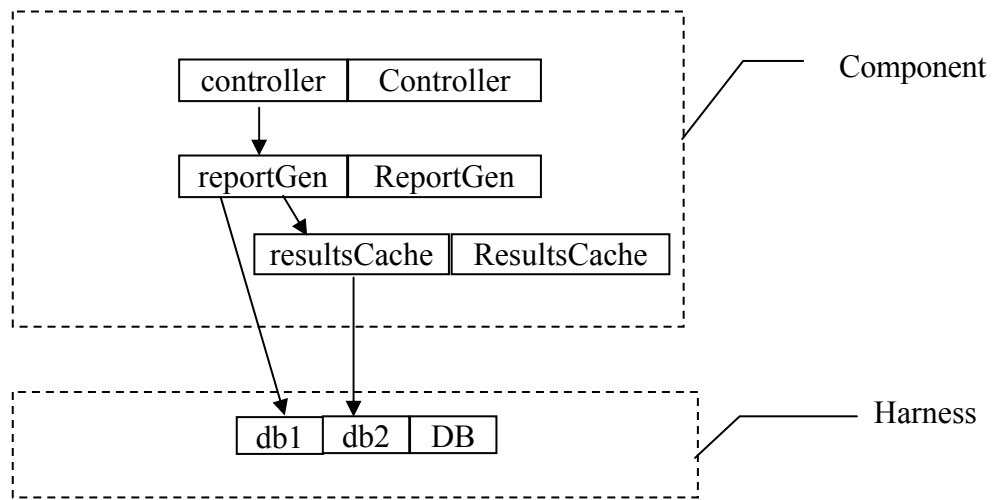 controller Controller
Component
reportGen ReportGen
resultsCache ResultsCache
Harness
db1 db2 DB